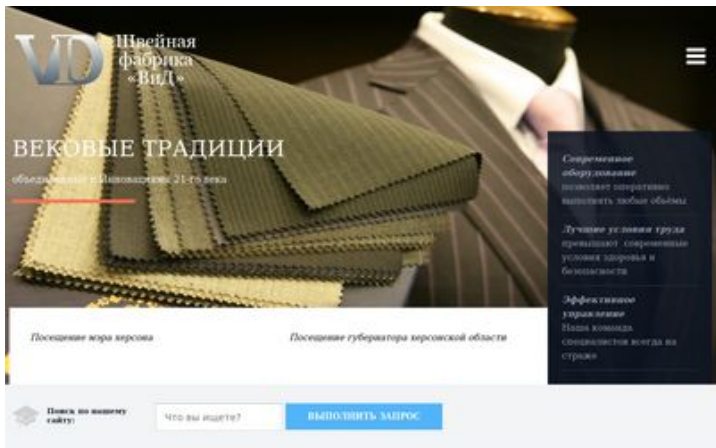 VD
Швейная
фабрика
«ВиД»
ВЕКОВЫЕ ТРАДИЦИИ
объединенные с Инновациями 21-го века
Современное
оборудование
позволяет оперативно
выполнять любые объёмы
Лучшие условия труда
превышают современные
условия здоровья и
безопасности
Эффективное
управление
Наша команда
специалистов всегда на
страже
Посещение мэра херсона
Посещение губернатора херсонской области
Поиск по нашему
сайту:
Что вы ищете?
ВЫПОЛНИТЬ ЗАПРОС